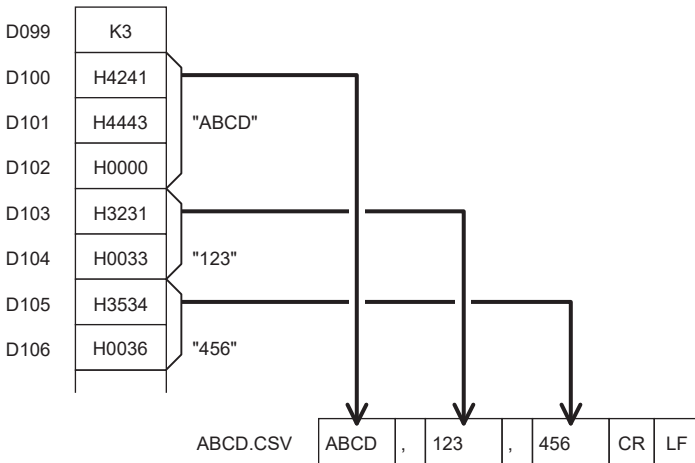 D099 K3
D100 H4241
D101 H4443 "ABCD"
D102 H0000
D103 H3231
D104 H0033 "123"
D105 H3534
D106 H0036 "456"
ABCD.CSV ABCD , 123 , 456 CR LF